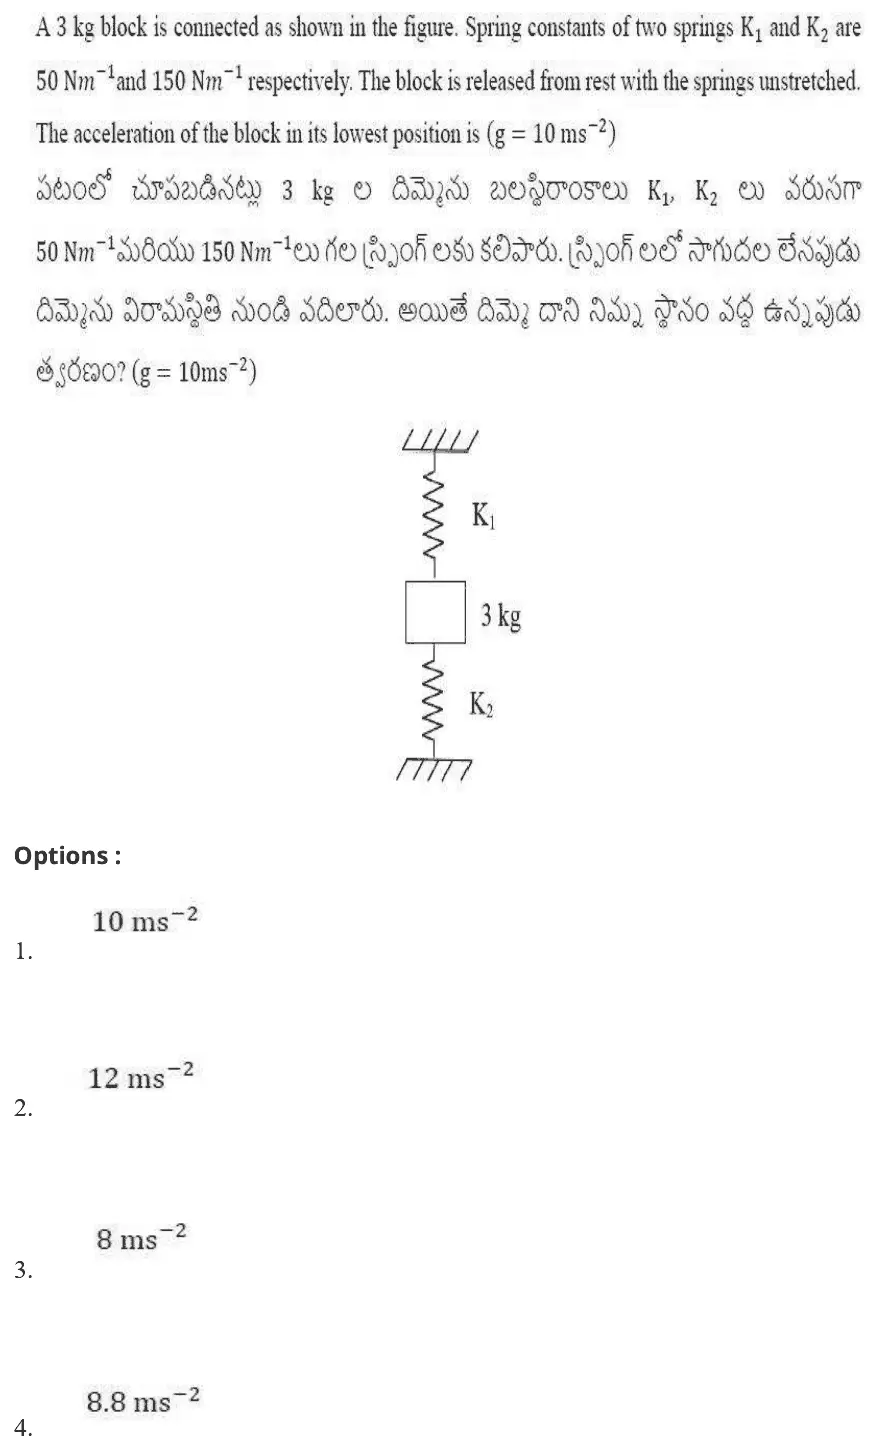 A 3 kg block is connected as shown in the figure. Spring constants of two springs K₁ and K₂ are
50 Nm⁻¹and 150 Nm⁻¹ respectively. The block is released from rest with the springs unstretched.
The acceleration of the block in its lowest position is (g = 10 ms⁻²)
పటంలో చూపబడినట్లు 3 kg ల దిమ్మెను బలస్థిరాంకాలు K₁, K₂ లు వరుసగా
50 Nm⁻¹మరియు 150 Nm⁻¹లు గల స్ప్రింగ్ లకు కలిపారు. స్ప్రింగ్ లలో సాగుదల లేనపుడు
దిమ్మెను విరామస్థితి నుండి వదిలారు. అయితే దిమ్మె దాని నిమ్న స్థానం వద్ద ఉన్నపుడు
త్వరణం? (g = 10ms⁻²)
K₁
3 kg
K₂
Options :
1. 10 ms⁻²
2. 12 ms⁻²
3. 8 ms⁻²
4. 8.8 ms⁻²